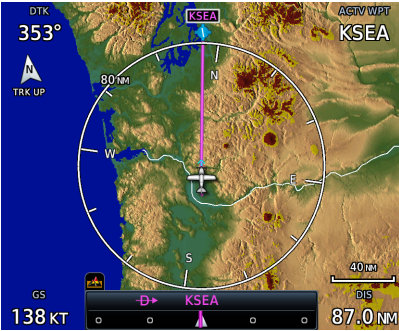 DTK
353°
KSEA
ACTV WPT
KSEA
N
TRK UP
80 NM
N
W
E
S
40 NM
GS
138 KT
D
KSEA
DIS
87.0 NM